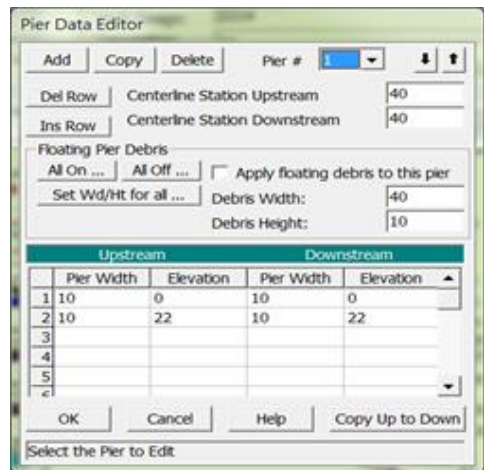 Pier Data Editor
Add Copy Delete Pier # 1
Del Row Centerline Station Upstream 40
Ins Row Centerline Station Downstream 40
Floating Pier Debris
All On ... All Off ... Apply floating debris to this pier
Set Wd/Ht for all ... Debris Width: 40
Debris Height: 10
Upstream Downstream
Pier Width Elevation Pier Width Elevation
1 10 0 10 0
2 10 22 10 22
3
4
5
OK Cancel Help Copy Up to Down
Select the Pier to Edit